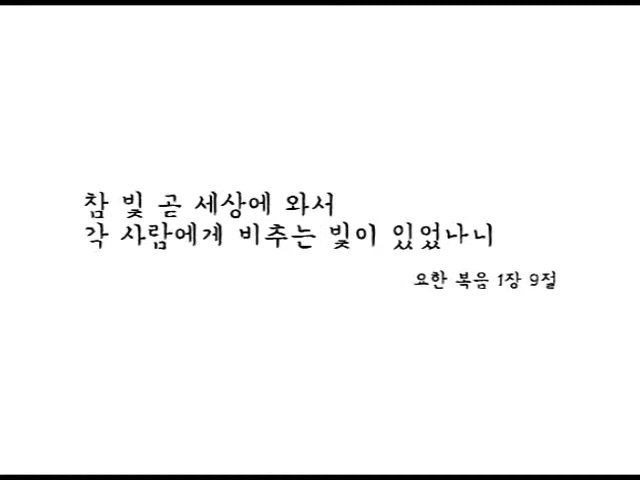 참 빛 곧 세상에 와서
각 사람에게 비추는 빛이 있었나니
요한 복음 1장 9절